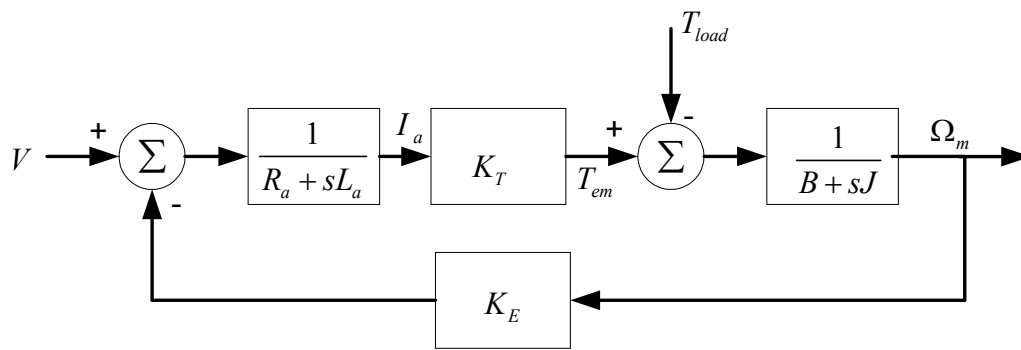 T_load
V
+
Σ
-
1
R_a + sL_a
I_a
K_T
+
T_em
-
Σ
1
B + sJ
Ω_m
K_E